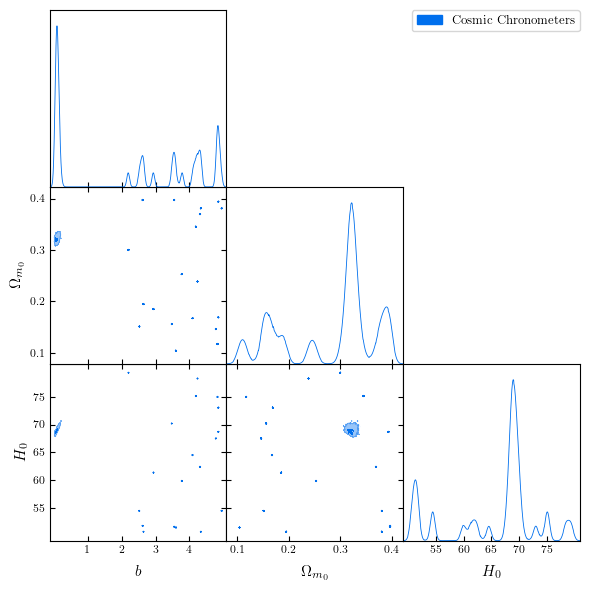 Cosmic Chronometers
0.4
0.3
0.2
0.1
Ω_{m_0}
75
70
65
60
55
H_0
1 2 3 4
0.1 0.2 0.3 0.4
55 60 65 70 75
b
Ω_{m_0}
H_0